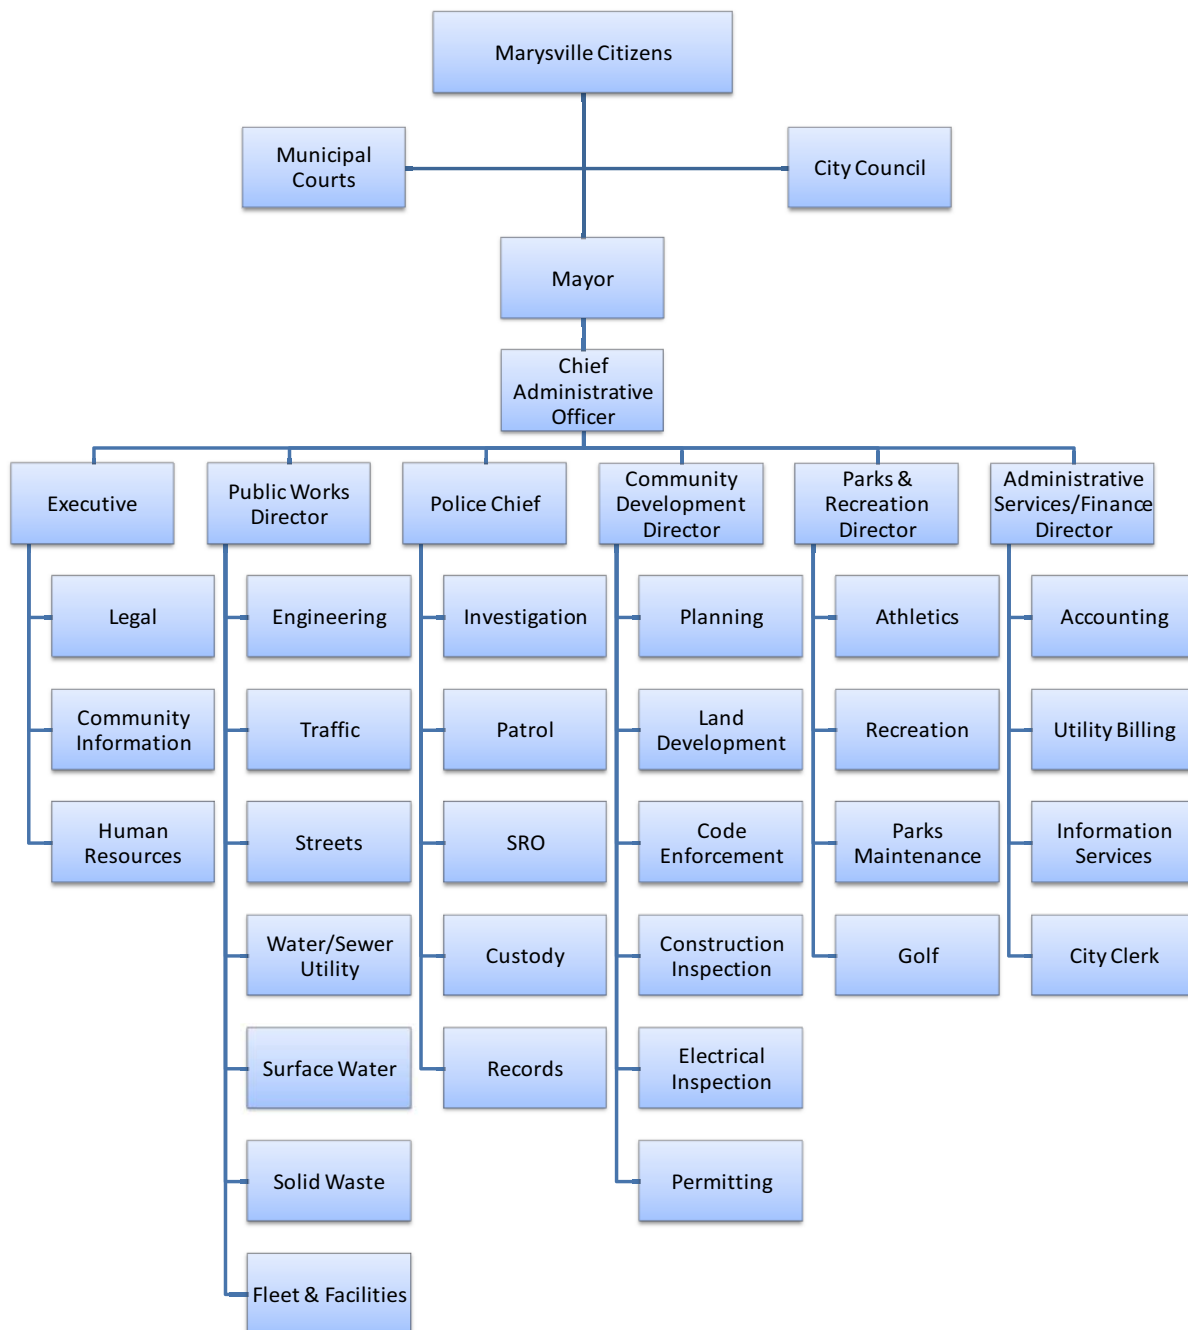 Marysville Citizens
Municipal
Courts
City Council
Mayor
Chief
Administrative
Officer
Executive
Public Works
Director
Police Chief
Community
Development
Director
Parks &
Recreation
Director
Administrative
Services/Finance
Director
Legal
Community
Information
Human
Resources
Engineering
Traffic
Streets
Water/Sewer
Utility
Surface Water
Solid Waste
Fleet & Facilities
Investigation
Patrol
SRO
Custody
Records
Planning
Land
Development
Code
Enforcement
Construction
Inspection
Electrical
Inspection
Permitting
Athletics
Recreation
Parks
Maintenance
Golf
Accounting
Utility Billing
Information
Services
City Clerk